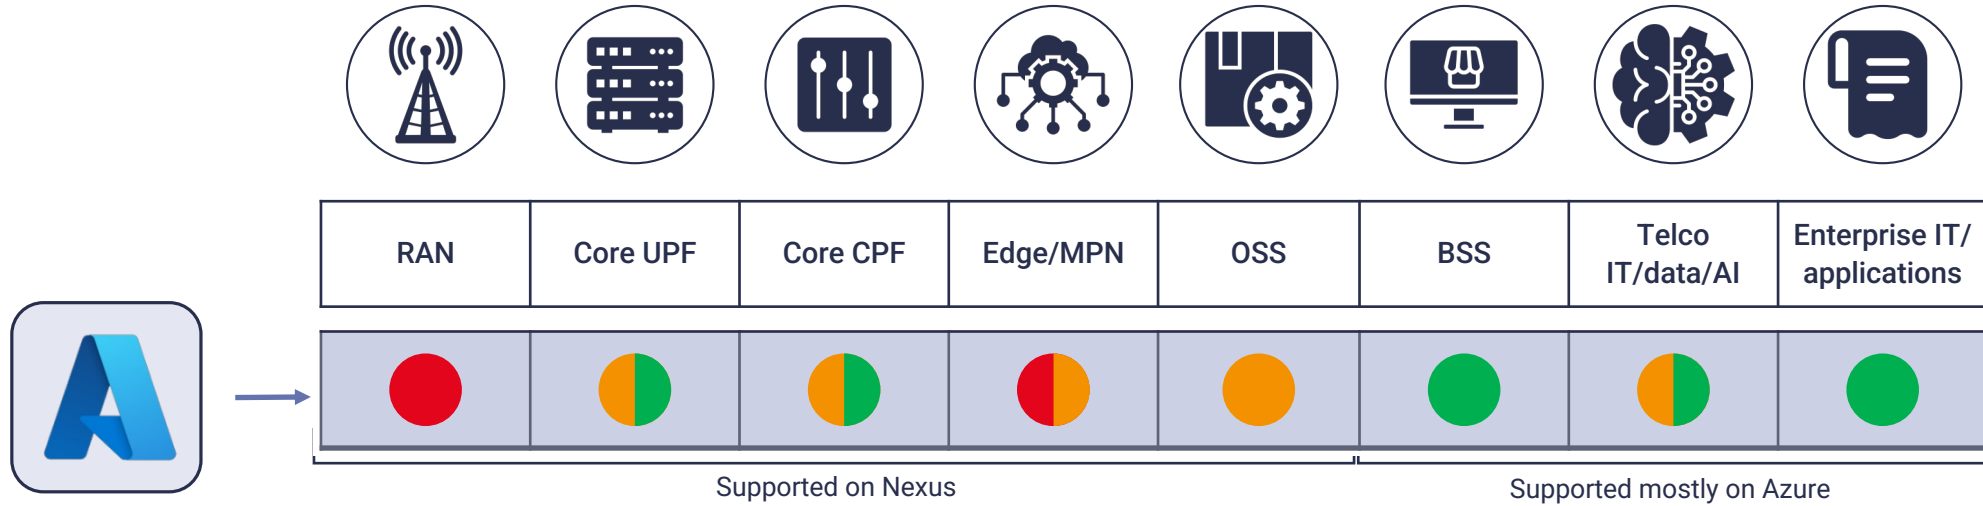 RAN
Core UPF
Core CPF
Edge/MPN
OSS
BSS
Telco
IT/data/AI
Enterprise IT/
applications
Supported on Nexus
Supported mostly on Azure